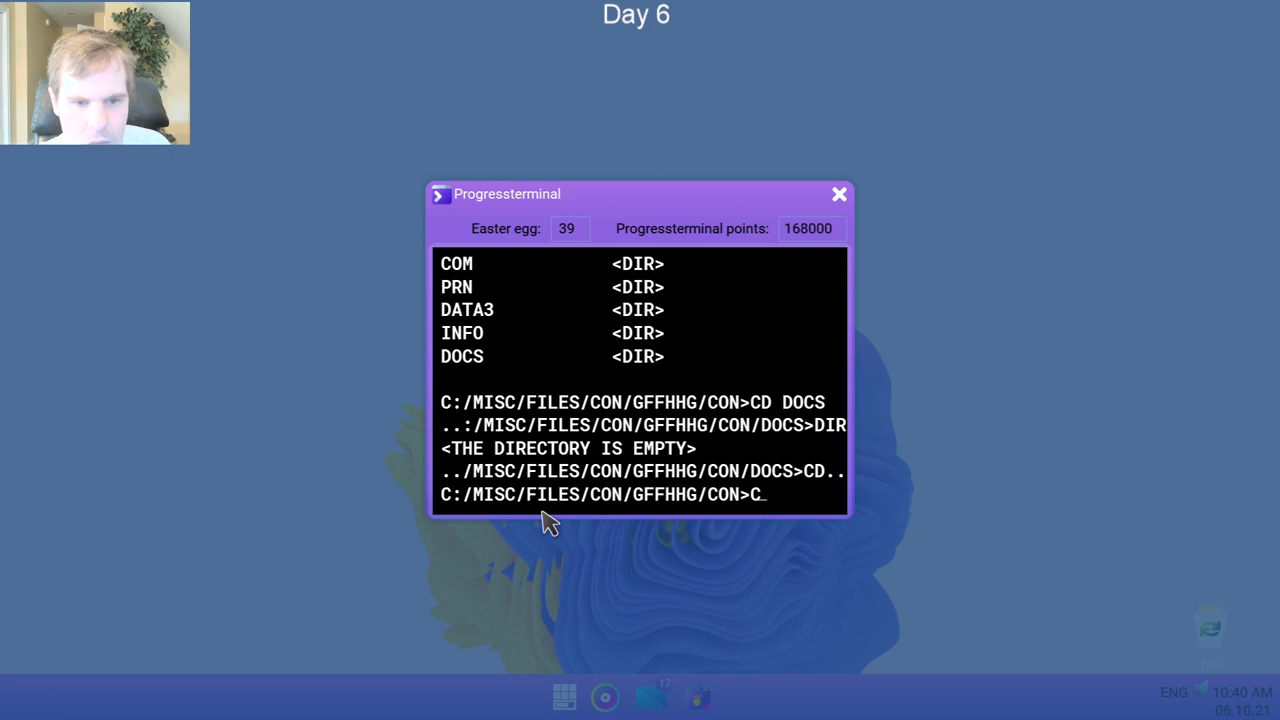 Day 6
Progressterminal
Easter egg: 39 Progressterminal points: 168000
COM <DIR>
PRN <DIR>
DATA3 <DIR>
INFO <DIR>
DOCS <DIR>
C:/MISC/FILES/CON/GFFHHG/CON>CD DOCS
..:/MISC/FILES/CON/GFFHHG/CON/DOCS>DIR
<THE DIRECTORY IS EMPTY>
../MISC/FILES/CON/GFFHHG/CON/DOCS>CD..
C:/MISC/FILES/CON/GFFHHG/CON>C_
Bin
17
ENG 10:40 AM
06.10.21